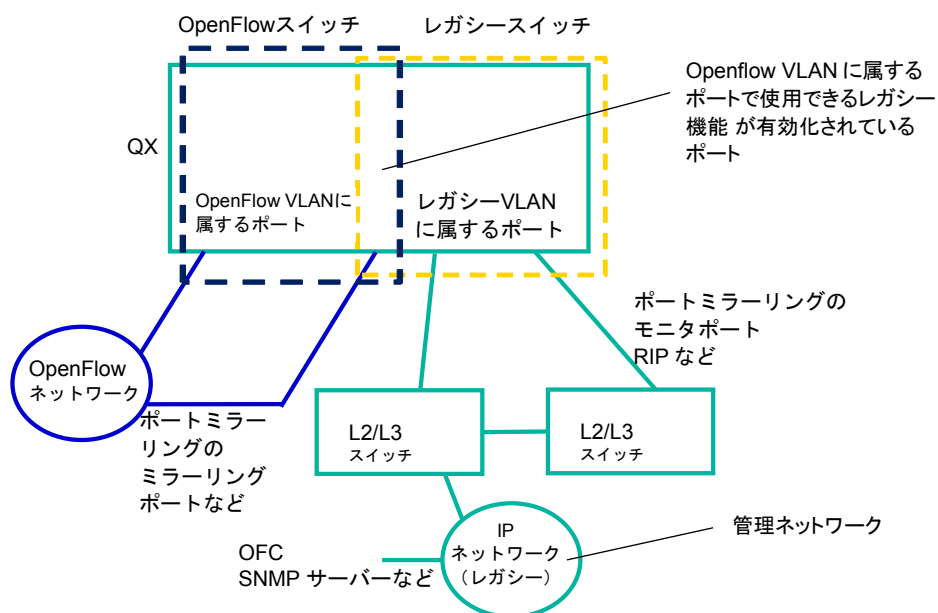 OpenFlowスイッチ
レガシースイッチ
Openflow VLAN に属する
ポートで使用できるレガシー
機能 が有効化されている
ポート
QX
OpenFlow VLANに
属するポート
レガシーVLAN
に属するポート
ポートミラーリングの
モニタポート
RIP など
OpenFlow
ネットワーク
ポートミラー
リングの
ミラーリング
ポートなど
L2/L3
スイッチ
L2/L3
スイッチ
管理ネットワーク
IP
ネットワーク
（レガシー）
OFC
SNMP サーバーなど